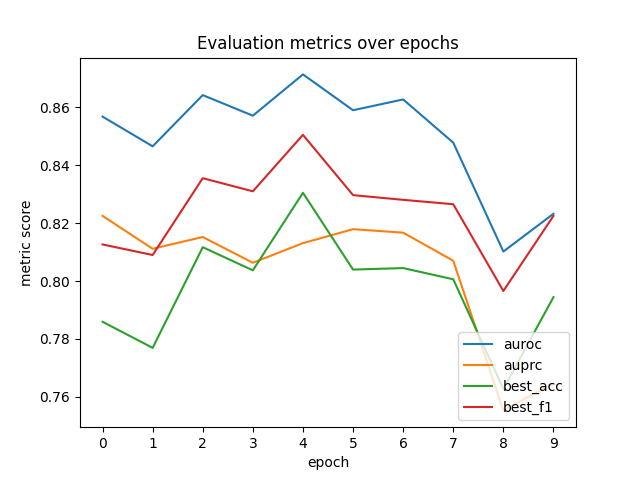 Evaluation metrics over epochs
metric score
0.86
0.84
0.82
0.80
0.78
0.76
auroc
auprc
best_acc
best_f1
0 1 2 3 4 5 6 7 8 9
epoch